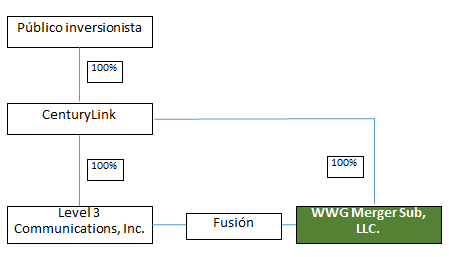 Público inversionista
100%
CenturyLink
100%
100%
Level 3
Communications, Inc.
Fusión
WWG Merger Sub,
LLC.